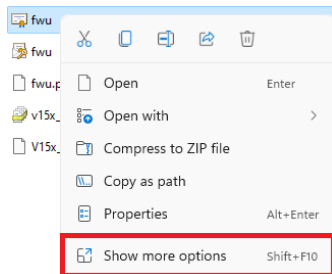 fwu
fwu
fwu.p
Open Enter
v15x_
Open with
V15x_
Compress to ZIP file
Copy as path
Properties Alt+Enter
Show more options Shift+F10